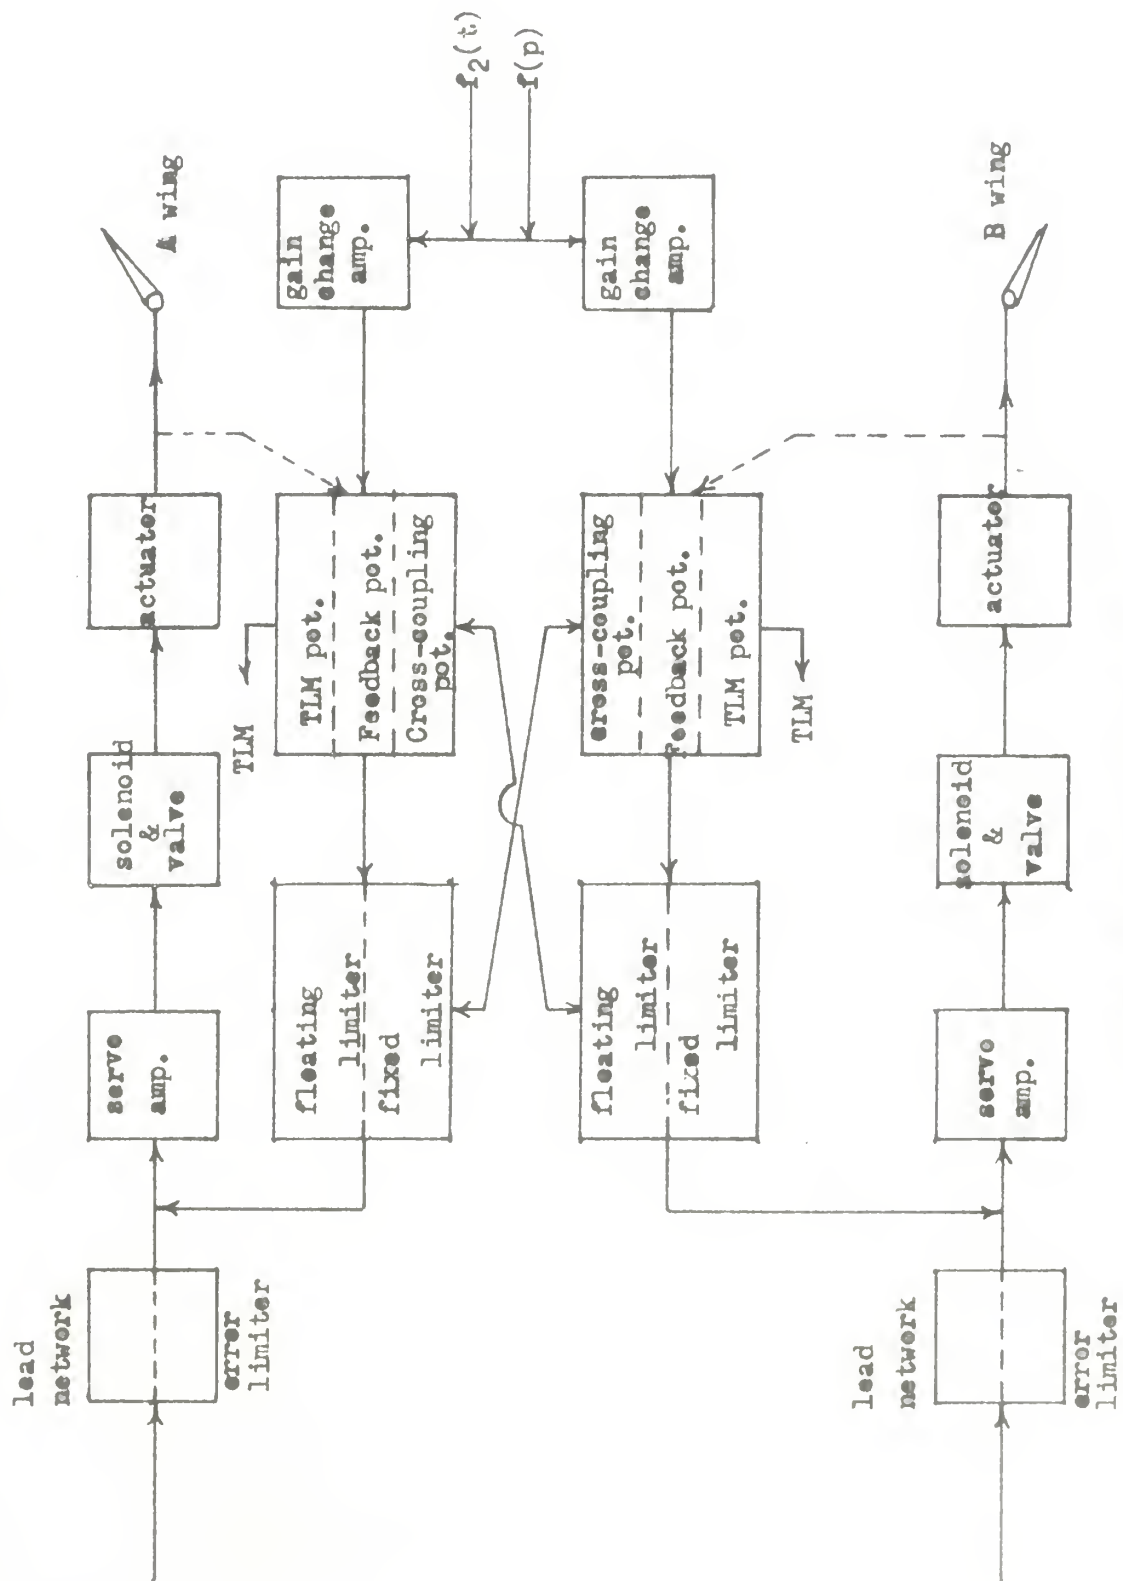 lead
network
error
limiter
servo
amp.
solenoid
&
valve
actuator
A wing
TLM
floating
limiter
fixed
limiter
TLM pot.
Feedback pot.
Cross-coupling
pot.
gain
change
amp.
f₂(t)
f(p)
floating
limiter
fixed
limiter
cross-coupling
pot.
Feedback pot.
TLM pot.
gain
change
amp.
TLM
lead
network
error
limiter
servo
amp.
solenoid
&
valve
actuator
B wing